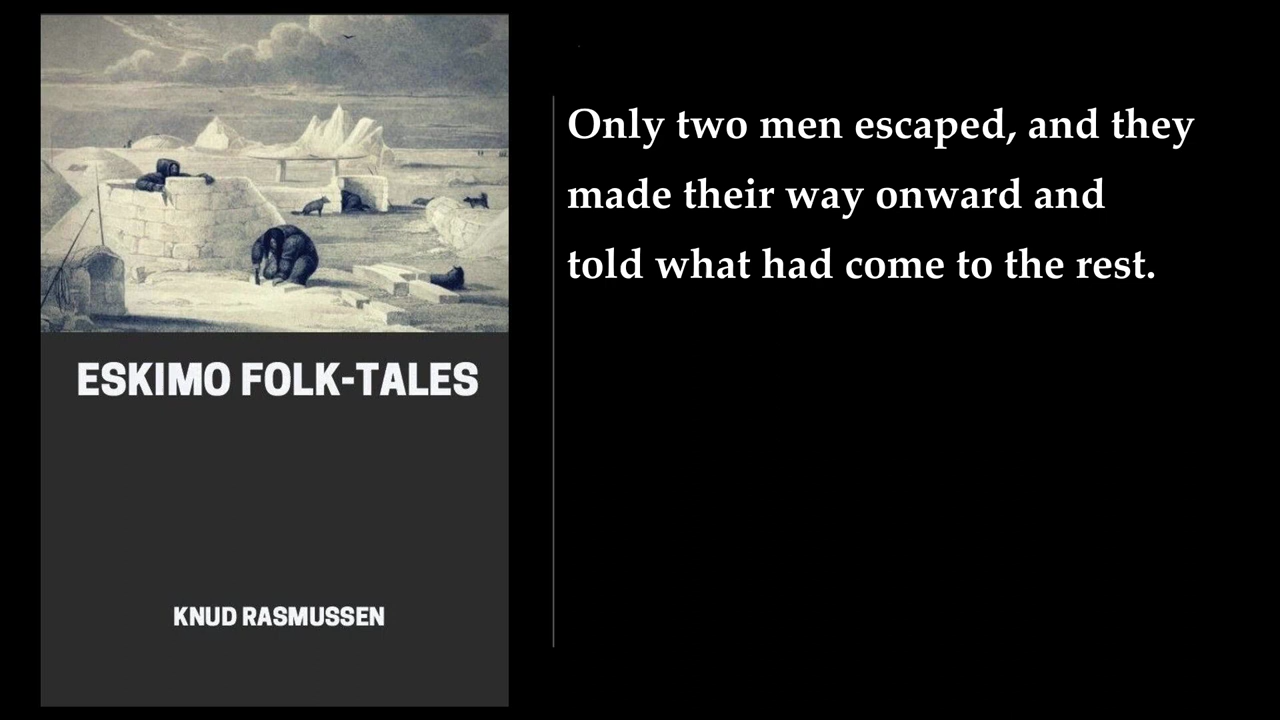 ESKIMO FOLK-TALES
KNUD RASMUSSEN
Only two men escaped, and they
made their way onward and
told what had come to the rest.